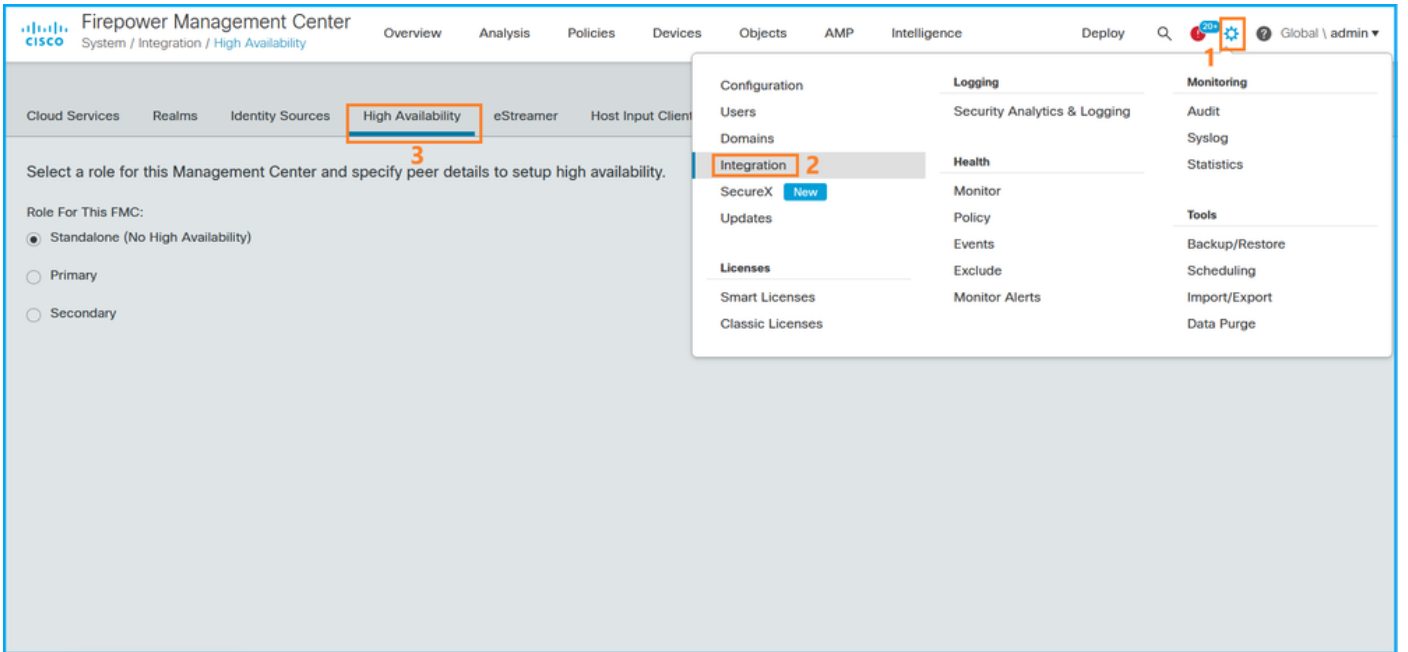 Firepower Management Center
CISCO
System / Integration / High Availability
Overview Analysis Policies Devices Objects AMP Intelligence Deploy 20+ Global \ admin
1
Cloud Services Realms Identity Sources High Availability eStreamer Host Input Client
3
Select a role for this Management Center and specify peer details to setup high availability.
Role For This FMC:
Standalone (No High Availability)
Primary
Secondary
Configuration
Users
Domains
Integration 2
SecureX New
Updates
Licenses
Smart Licenses
Classic Licenses
Logging
Security Analytics & Logging
Health
Monitor
Policy
Events
Exclude
Monitor Alerts
Monitoring
Audit
Syslog
Statistics
Tools
Backup/Restore
Scheduling
Import/Export
Data Purge